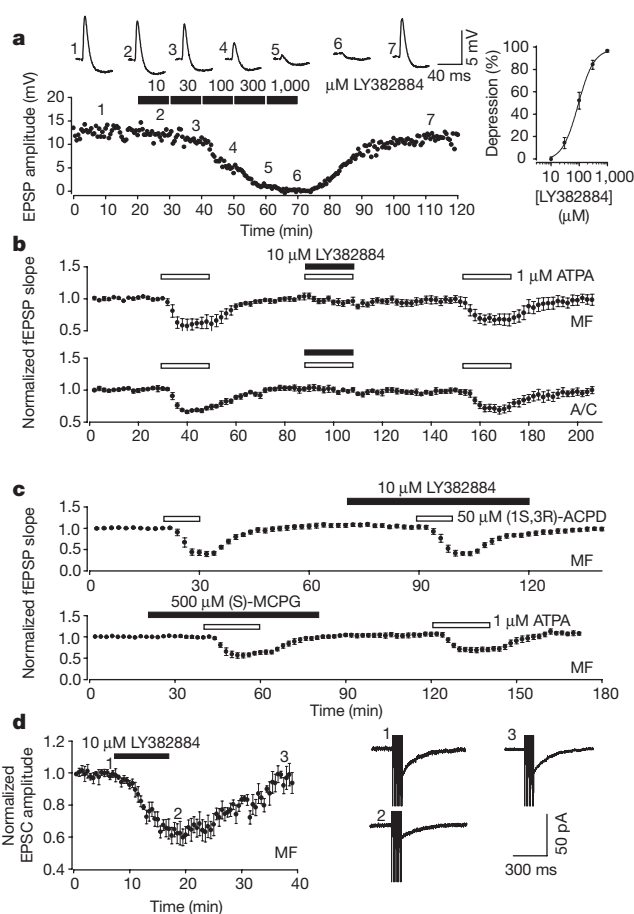 a
1 2 3 4 5 6 7
5 mV
40 ms
10 30 100 300 1,000 μM LY382884
EPSP amplitude (mV)
20
15
10
5
0
1 2 3 4 5 6 7
0 10 20 30 40 50 60 70 80 90 100 110 120
Time (min)
Depression (%)
100
80
60
40
20
0
10 100 1,000
[LY382884]
(μM)
b
10 μM LY382884
Normalized fEPSP slope
1.5
1.0
0.5
1 μM ATPA
MF
1.5
1.0
0.5
A/C
0 20 40 60 80 100 120 140 160 180 200
c
10 μM LY382884
Normalized fEPSP slope
1.5
1.0
0.5
0.0
50 μM (1S,3R)-ACPD
MF
0 30 60 90 120
500 μM (S)-MCPG
1.5
1.0
0.5
0.0
1 μM ATPA
MF
0 30 60 90 120 150 180
Time (min)
d
Normalized
EPSC amplitude
1.2
1.0
0.8
0.6
0.4
10 μM LY382884
1 2 3
MF
0 10 20 30 40
Time (min)
1 3
2
50 pA
300 ms